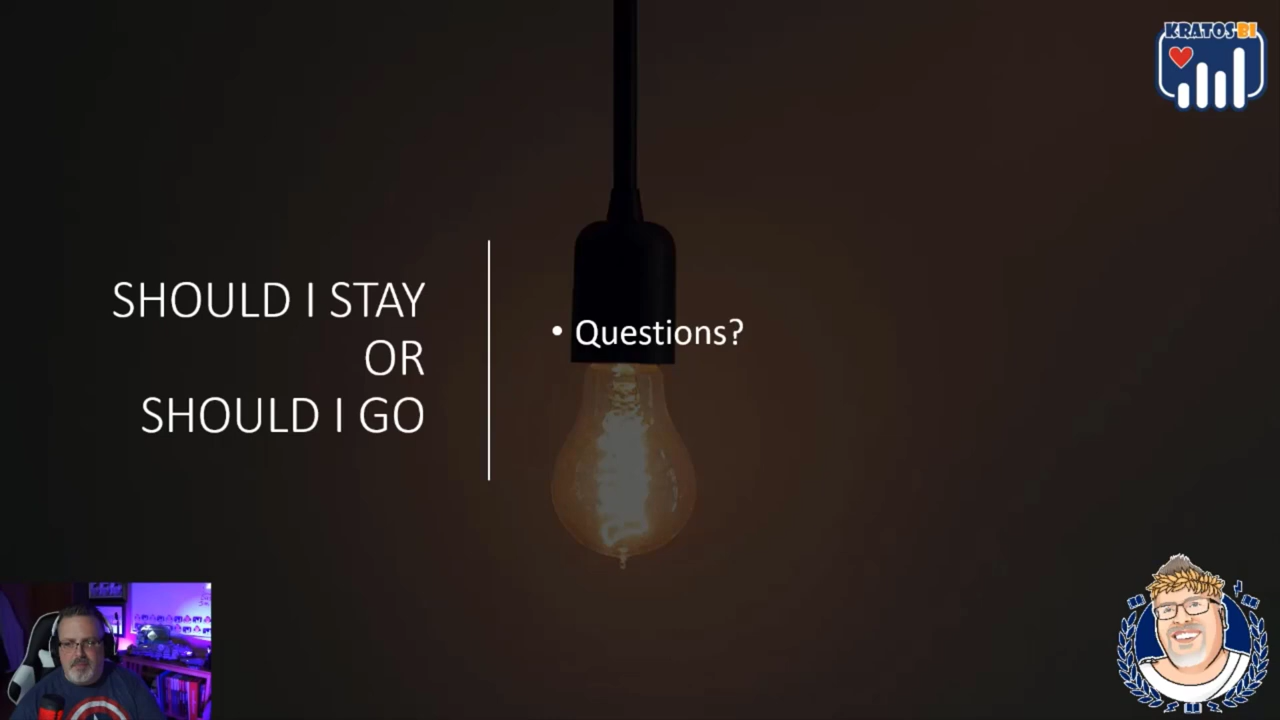 KRATOS BI
SHOULD I STAY
OR
SHOULD I GO
• Questions?